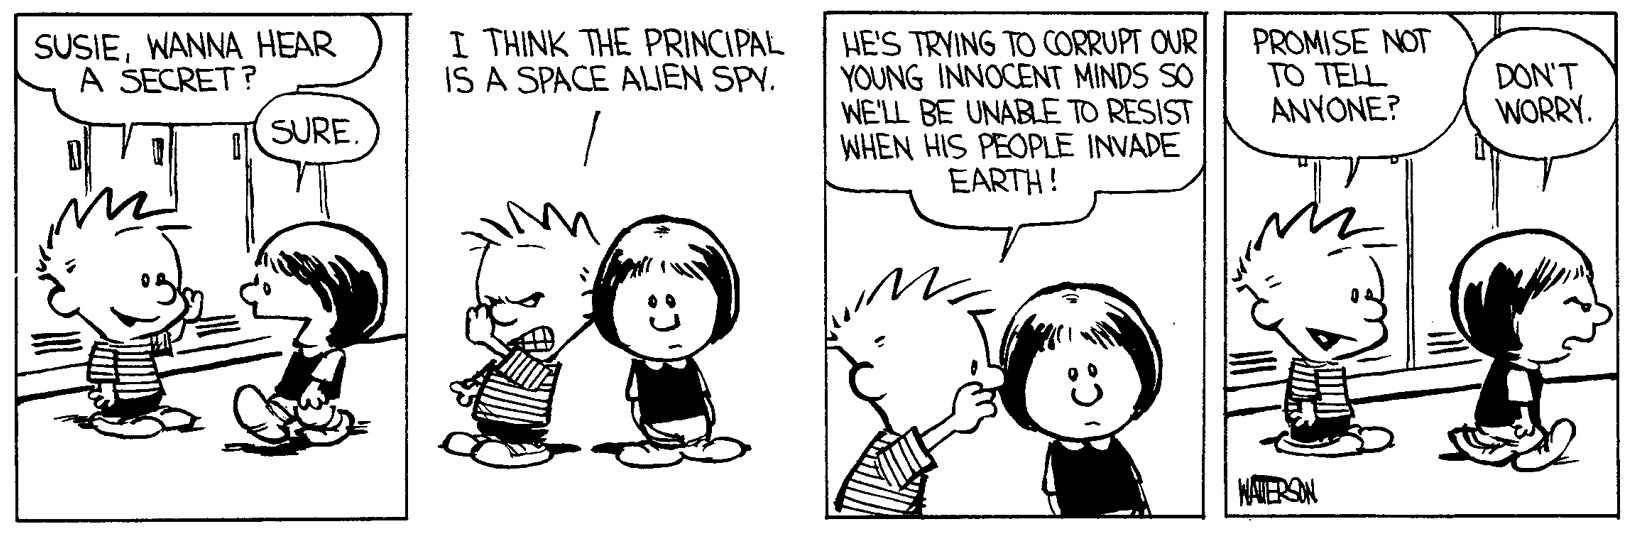 SUSIE, WANNA HEAR
A SECRET?
SURE.
I THINK THE PRINCIPAL
IS A SPACE ALIEN SPY.
HE'S TRYING TO CORRUPT OUR
YOUNG INNOCENT MINDS SO
WE'LL BE UNABLE TO RESIST
WHEN HIS PEOPLE INVADE
EARTH!
PROMISE NOT
TO TELL
ANYONE?
DON'T
WORRY.
WATTERSON